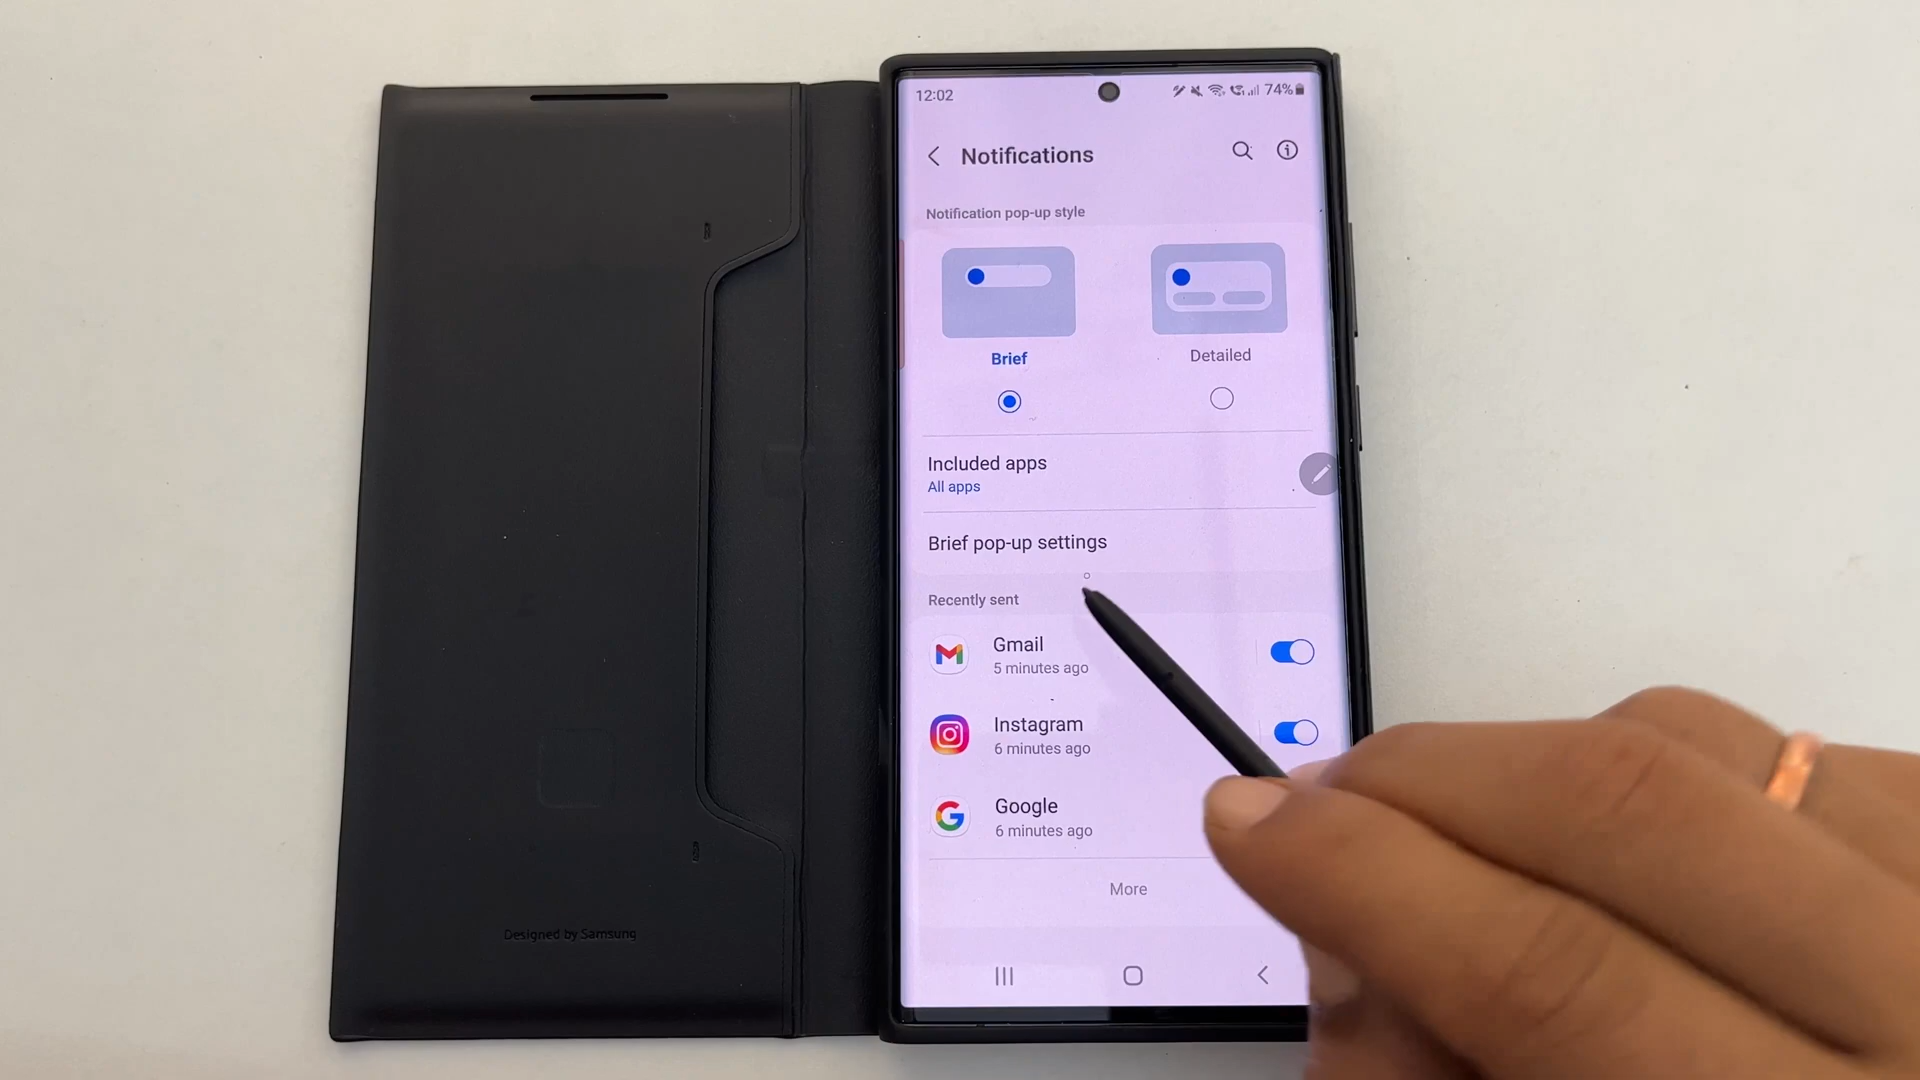 12:02
74%
Notifications
Notification pop-up style
Brief
Detailed
Included apps
All apps
Brief pop-up settings
Recently sent
Gmail
5 minutes ago
Instagram
6 minutes ago
Google
6 minutes ago
More
Designed by Samsung